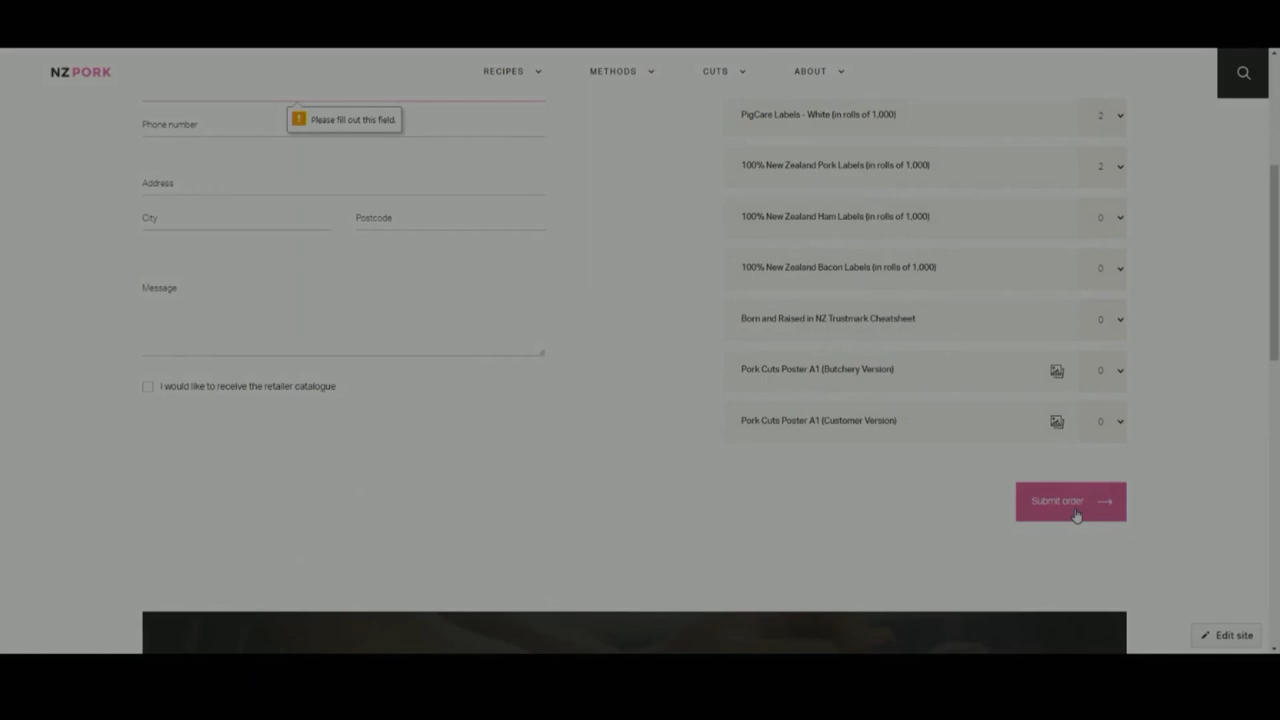 NZPORK
RECIPES
METHODS
CUTS
ABOUT
Please fill out this field.
Phone number
Address
City
Postcode
Message
I would like to receive the retailer catalogue
PigCare Labels - White (in rolls of 1,000)
2
100% New Zealand Pork Labels (in rolls of 1,000)
2
100% New Zealand Ham Labels (in rolls of 1,000)
0
100% New Zealand Bacon Labels (in rolls of 1,000)
0
Born and Raised in NZ Trustmark Cheatsheet
0
Pork Cuts Poster A1 (Butchery Version)
0
Pork Cuts Poster A1 (Customer Version)
0
Submit order
Edit site